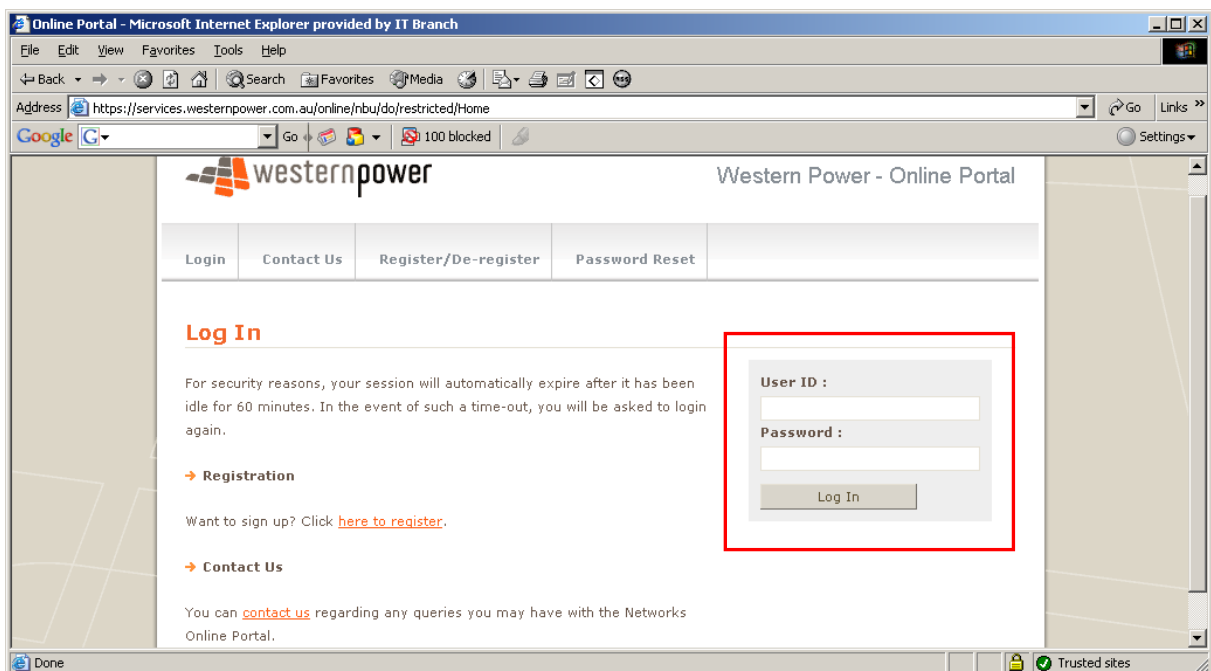 Online Portal - Microsoft Internet Explorer provided by IT Branch
File Edit View Favorites Tools Help
Back Search Favorites Media
Address https://services.westernpower.com.au/online/nbu/do/restricted/Home Go Links »
Google G Go 100 blocked Settings
westernpower
Western Power - Online Portal
Login Contact Us Register/De-register Password Reset
Log In
For security reasons, your session will automatically expire after it has been
idle for 60 minutes. In the event of such a time-out, you will be asked to login
again.
Registration
Want to sign up? Click here to register.
Contact Us
You can contact us regarding any queries you may have with the Networks
Online Portal.
User ID :
Password :
Log In
Done Trusted sites